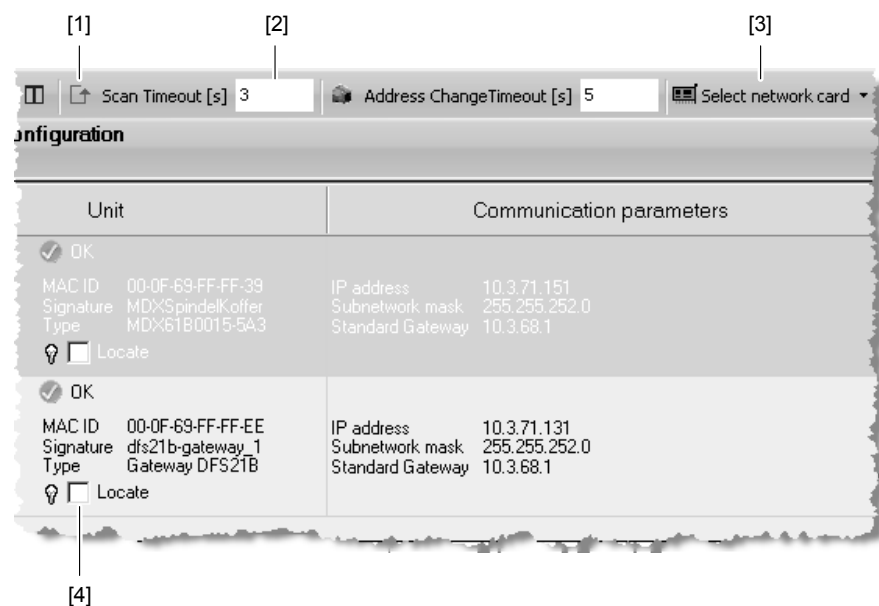 [1] [2] [3]
Scan Timeout [s] 3 Address ChangeTimeout [s] 5 Select network card
onfiguration
Unit Communication parameters
OK
MAC ID 00-0F-69-FF-FF-39 IP address 10.3.71.151
Signature MDXSpindelKoffer Subnetwork mask 255.255.252.0
Type MDX61B0015-5A3 Standard Gateway 10.3.68.1
Locate
OK
MAC ID 00-0F-69-FF-FF-EE IP address 10.3.71.131
Signature dfs21b-gateway_1 Subnetwork mask 255.255.252.0
Type Gateway DFS21B Standard Gateway 10.3.68.1
Locate
[4]